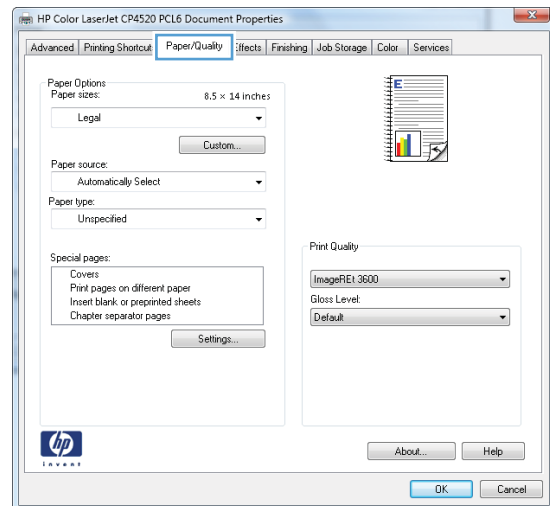 HP Color LaserJet CP4520 PCL6 Document Properties
Advanced Printing Shortcut Paper/Quality Effects Finishing Job Storage Color Services
Paper Options
Paper sizes: 8.5 × 14 inches
Legal
Custom...
Paper source:
Automatically Select
Paper type:
Unspecified
Special pages:
Covers
Print pages on different paper
Insert blank or preprinted sheets
Chapter separator pages
Settings...
E
Print Quality
ImageREt 3600
Gloss Level:
Default
hp
invent
About... Help
OK Cancel